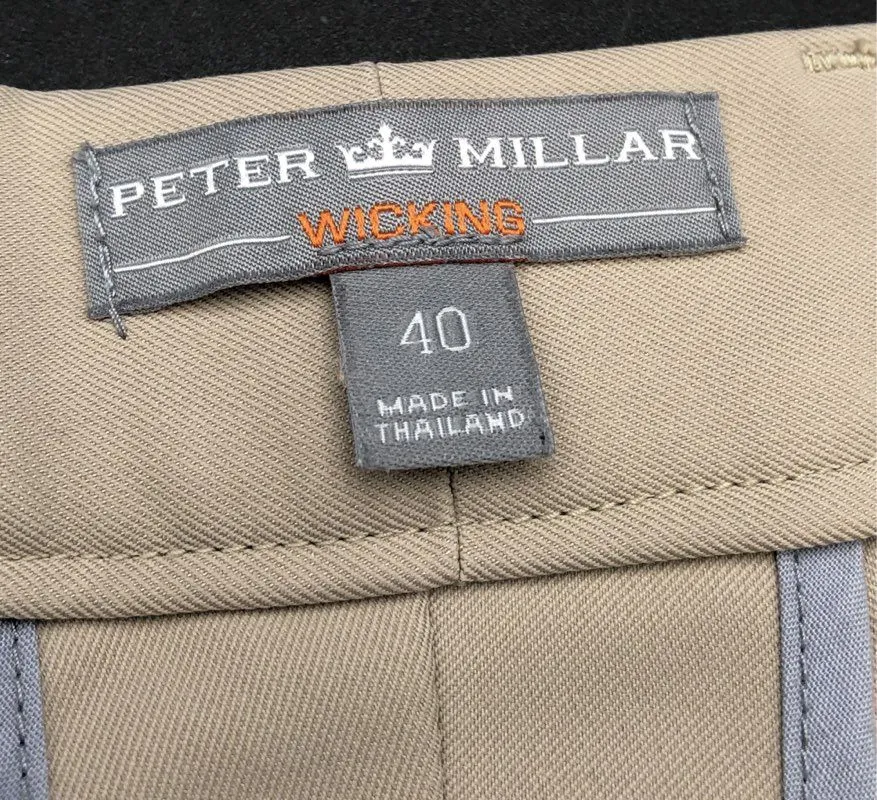 PETER MILLAR
WICKING
40
MADE IN
THAILAND